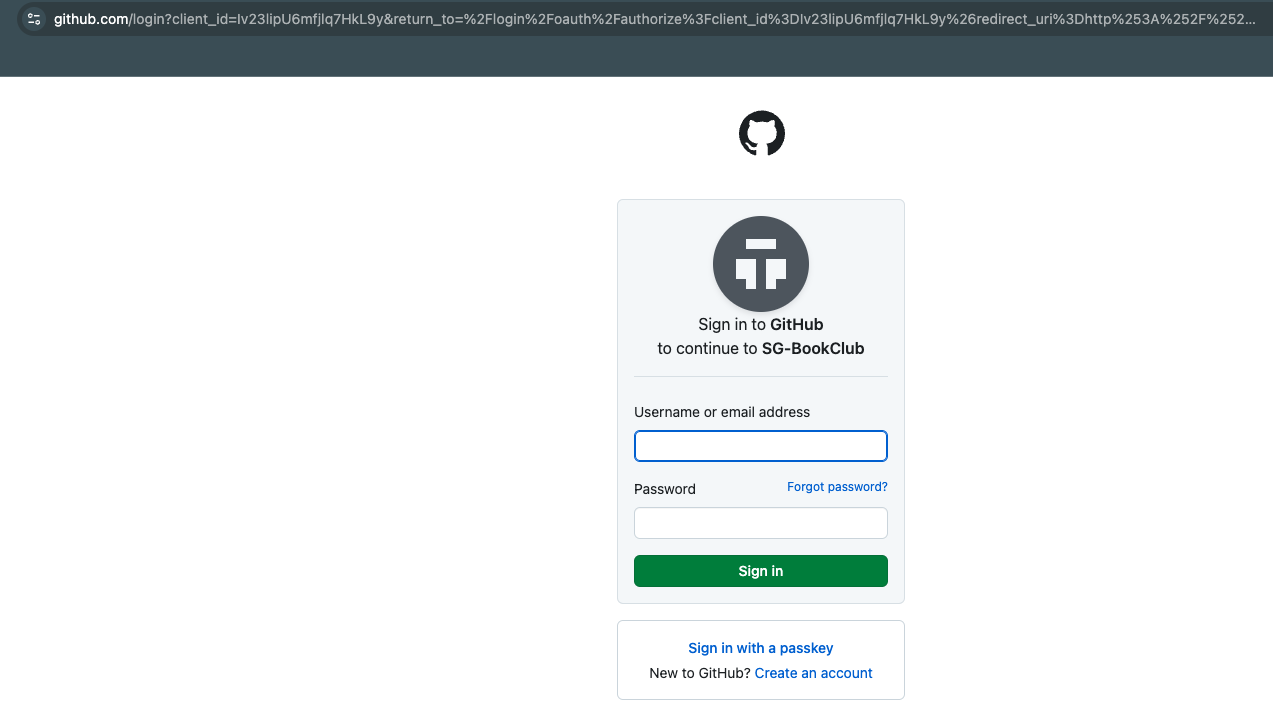 github.com/login?client_id=Iv23lipU6mfjlq7HkL9y&return_to=%2Flogin%2Foauth%2Fauthorize%3Fclient_id%3DIv23lipU6mfjlq7HkL9y%26redirect_uri%3Dhttp%253A%252F%252...
Sign in to GitHub
to continue to SG-BookClub
Username or email address
Password
Forgot password?
Sign in
Sign in with a passkey
New to GitHub? Create an account